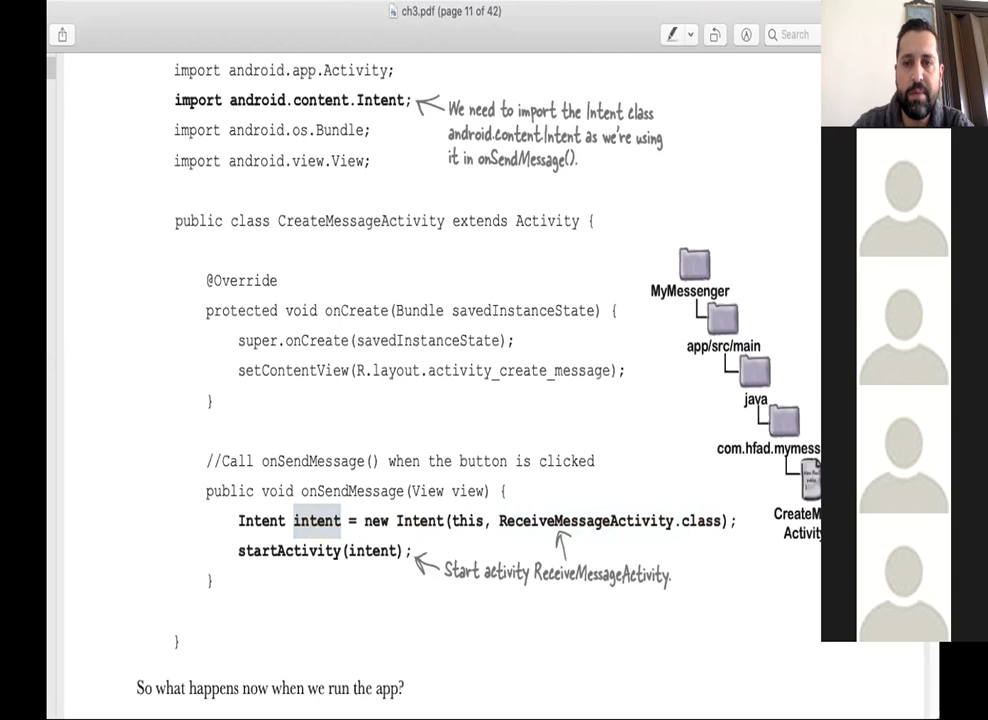 ch3.pdf (page 11 of 42)
Search
import android.app.Activity;
import android.content.Intent;
We need to import the Intent class
android.content.Intent as we're using
it in onSendMessage().
import android.os.Bundle;
import android.view.View;
public class CreateMessageActivity extends Activity {
@Override
protected void onCreate(Bundle savedInstanceState) {
super.onCreate(savedInstanceState);
setContentView(R.layout.activity_create_message);
}
MyMessenger
app/src/main
java
com.hfad.mymess
CreateM
Activity
//Call onSendMessage() when the button is clicked
public void onSendMessage(View view) {
Intent intent = new Intent(this, ReceiveMessageActivity.class);
startActivity(intent);
Start activity ReceiveMessageActivity.
}
}
So what happens now when we run the app?